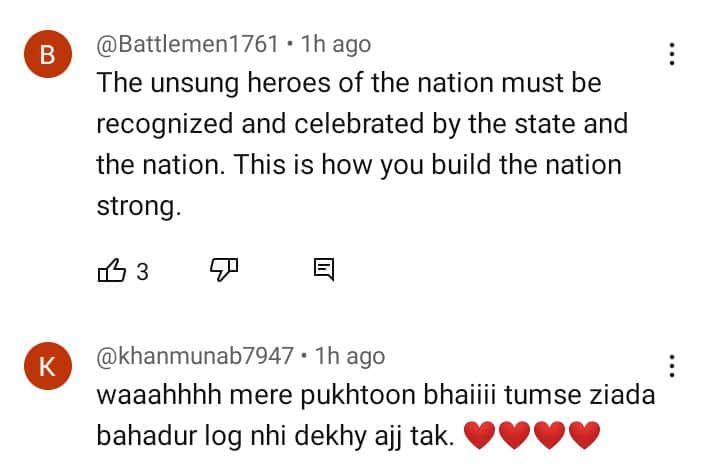 B
@Battlemen1761 • 1h ago
The unsung heroes of the nation must be
recognized and celebrated by the state and
the nation. This is how you build the nation
strong.
3
K
@khanmunab7947 • 1h ago
waaahhhh mere pukhtoon bhaiiii tumse ziada
bahadur log nhi dekhy ajj tak. ❤️❤️❤️❤️